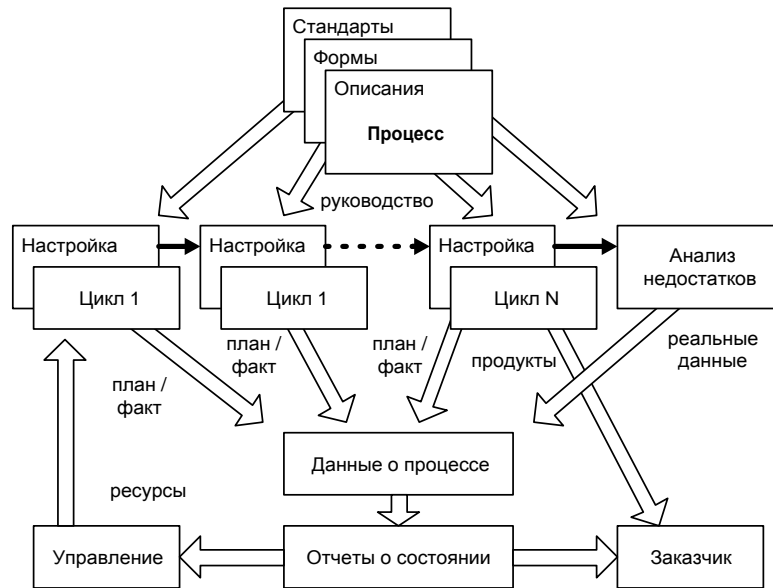 Стандарты
Формы
Описания
Процесс
руководство
Настройка
Настройка
Настройка
Анализ
недостатков
Цикл 1
Цикл 1
Цикл N
план /
факт
план /
факт
план /
факт
продукты
реальные
данные
Данные о процессе
ресурсы
Управление
Отчеты о состоянии
Заказчик